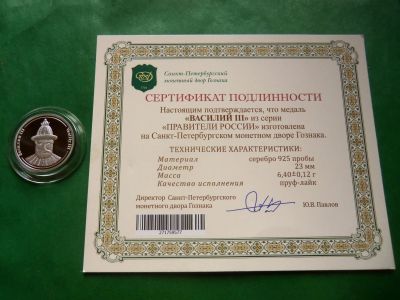 Санкт-Петербургский
монетный двор Гознака
СЕРТИФИКАТ ПОДЛИННОСТИ
Настоящим подтверждается, что медаль
«ВАСИЛИЙ III» из серии
«ПРАВИТЕЛИ РОССИИ» изготовлена
на Санкт-Петербургском монетном дворе Гознака.
ТЕХНИЧЕСКИЕ ХАРАКТЕРИСТИКИ:
Материал серебро 925 пробы
Диаметр 23 мм
Масса 6,40±0,12 г
Качество исполнения пруф-лайк
Директор Санкт-Петербургского
монетного двора Гознака Ю.В. Павлов